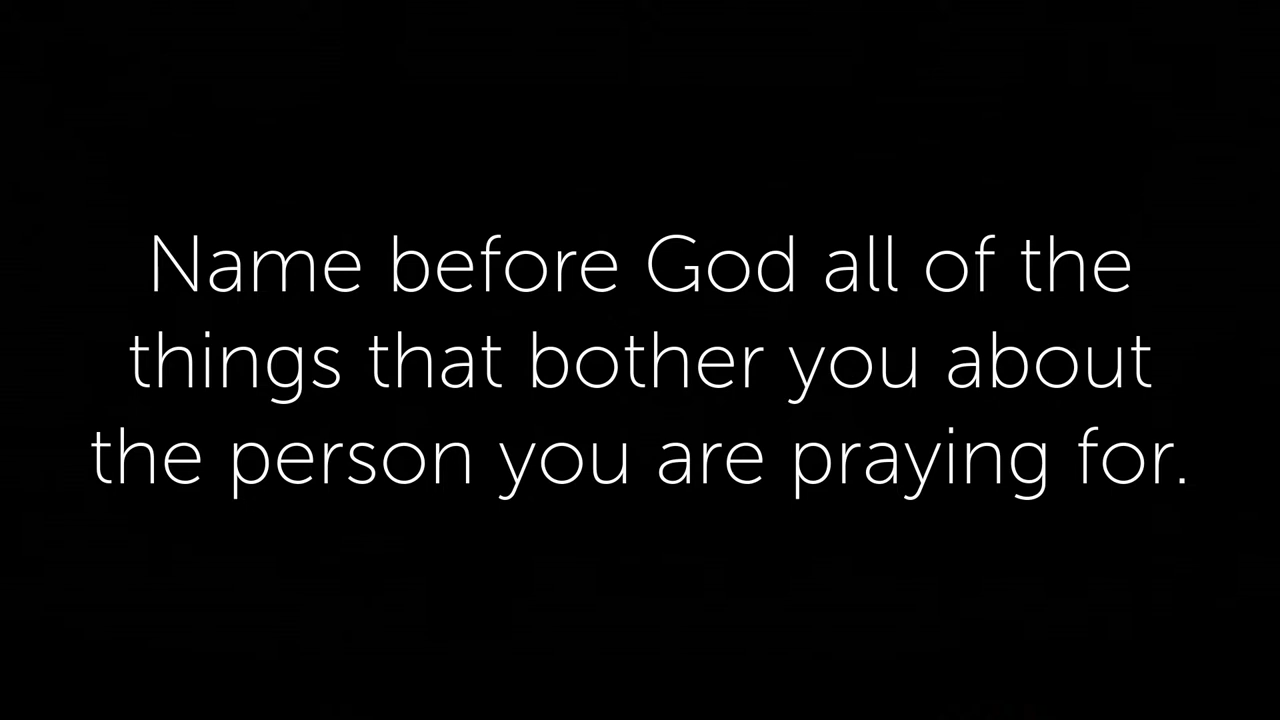 Name before God all of the
things that bother you about
the person you are praying for.